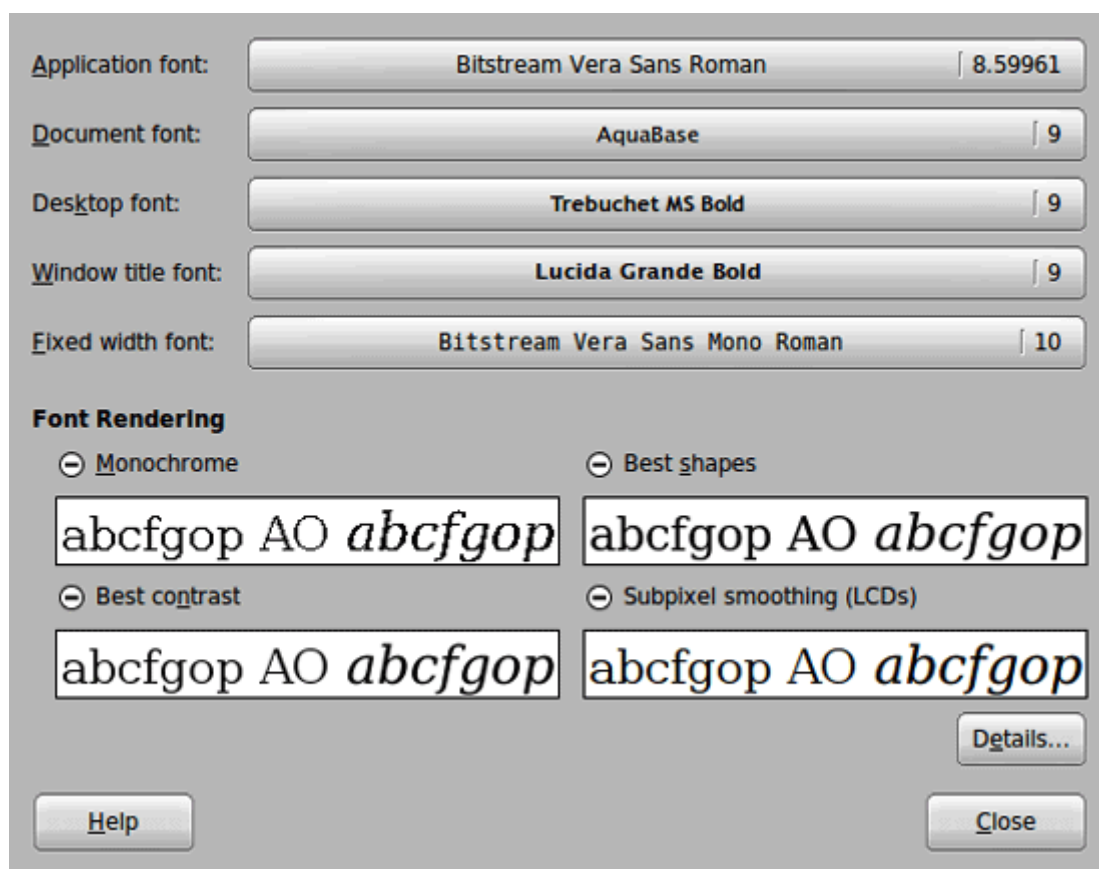 Application font: Bitstream Vera Sans Roman 8.59961
Document font: AquaBase 9
Desktop font: Trebuchet MS Bold 9
Window title font: Lucida Grande Bold 9
Fixed width font: Bitstream Vera Sans Mono Roman 10
Font Rendering
Monochrome Best shapes
abcfgop AO abcfgop abcfgop AO abcfgop
Best contrast Subpixel smoothing (LCDs)
abcfgop AO abcfgop abcfgop AO abcfgop
Details...
Help Close